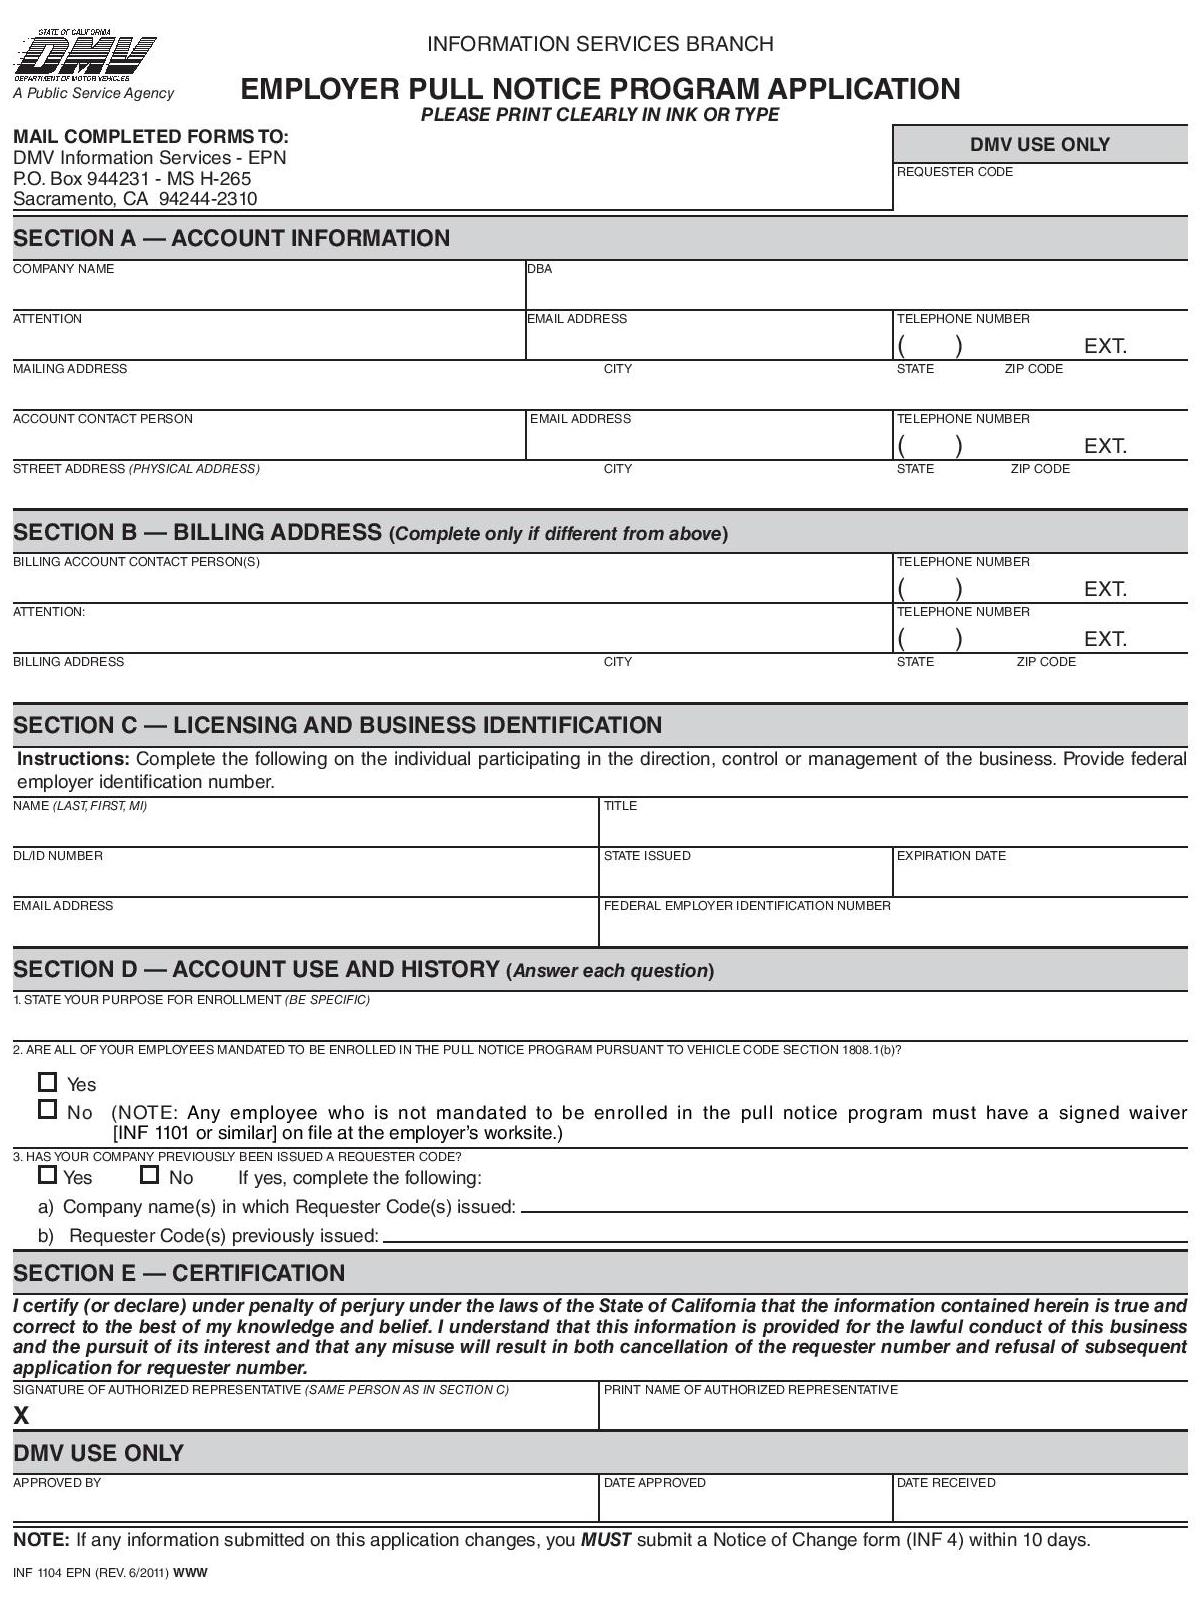 STATE OF CALIFORNIA
DMV
DEPARTMENT OF MOTOR VEHICLES
A Public Service Agency
INFORMATION SERVICES BRANCH
EMPLOYER PULL NOTICE PROGRAM APPLICATION
PLEASE PRINT CLEARLY IN INK OR TYPE
MAIL COMPLETED FORMS TO:
DMV Information Services - EPN
P.O. Box 944231 - MS H-265
Sacramento, CA 94244-2310
DMV USE ONLY
REQUESTER CODE
SECTION A — ACCOUNT INFORMATION
COMPANY NAME DBA
ATTENTION EMAIL ADDRESS TELEPHONE NUMBER
( ) EXT.
MAILING ADDRESS CITY STATE ZIP CODE
ACCOUNT CONTACT PERSON EMAIL ADDRESS TELEPHONE NUMBER
( ) EXT.
STREET ADDRESS (PHYSICAL ADDRESS) CITY STATE ZIP CODE
SECTION B — BILLING ADDRESS (Complete only if different from above)
BILLING ACCOUNT CONTACT PERSON(S) TELEPHONE NUMBER
( ) EXT.
ATTENTION: TELEPHONE NUMBER
( ) EXT.
BILLING ADDRESS CITY STATE ZIP CODE
SECTION C — LICENSING AND BUSINESS IDENTIFICATION
Instructions: Complete the following on the individual participating in the direction, control or management of the business. Provide federal
employer identification number.
NAME (LAST, FIRST, MI) TITLE
DL/ID NUMBER STATE ISSUED EXPIRATION DATE
EMAIL ADDRESS FEDERAL EMPLOYER IDENTIFICATION NUMBER
SECTION D — ACCOUNT USE AND HISTORY (Answer each question)
1. STATE YOUR PURPOSE FOR ENROLLMENT (BE SPECIFIC)
2. ARE ALL OF YOUR EMPLOYEES MANDATED TO BE ENROLLED IN THE PULL NOTICE PROGRAM PURSUANT TO VEHICLE CODE SECTION 1808.1(b)?
Yes
No (NOTE: Any employee who is not mandated to be enrolled in the pull notice program must have a signed waiver
[INF 1101 or similar] on file at the employer's worksite.)
3. HAS YOUR COMPANY PREVIOUSLY BEEN ISSUED A REQUESTER CODE?
Yes No If yes, complete the following:
a) Company name(s) in which Requester Code(s) issued:
b) Requester Code(s) previously issued:
SECTION E — CERTIFICATION
I certify (or declare) under penalty of perjury under the laws of the State of California that the information contained herein is true and
correct to the best of my knowledge and belief. I understand that this information is provided for the lawful conduct of this business
and the pursuit of its interest and that any misuse will result in both cancellation of the requester number and refusal of subsequent
application for requester number.
SIGNATURE OF AUTHORIZED REPRESENTATIVE (SAME PERSON AS IN SECTION C) PRINT NAME OF AUTHORIZED REPRESENTATIVE
X
DMV USE ONLY
APPROVED BY DATE APPROVED DATE RECEIVED
NOTE: If any information submitted on this application changes, you MUST submit a Notice of Change form (INF 4) within 10 days.
INF 1104 EPN (REV. 6/2011) WWW